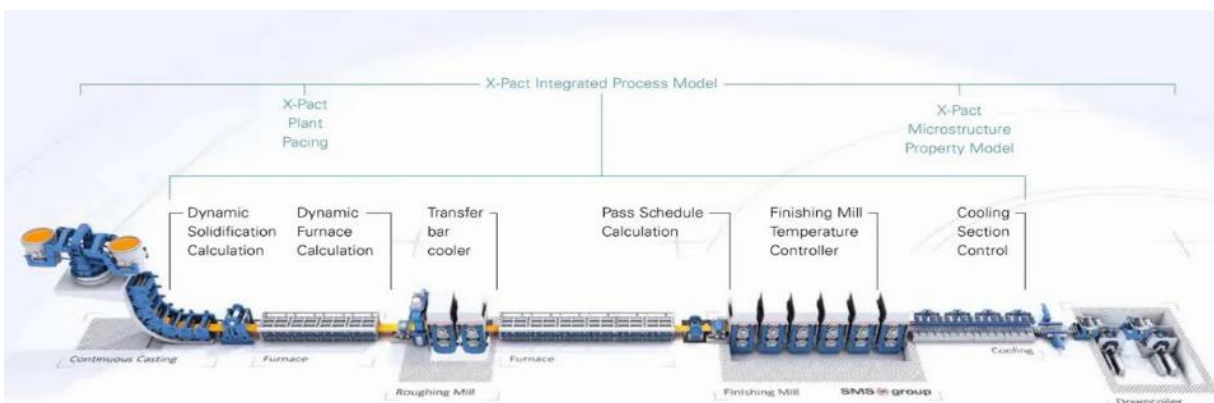 X-Pact Integrated Process Model
X-Pact
Plant
Pacing
X-Pact
Microstructure
Property Model
Dynamic
Solidification
Calculation
Dynamic
Furnace
Calculation
Transfer
bar
cooler
Pass Schedule
Calculation
Finishing Mill
Temperature
Controller
Cooling
Section
Control
Continuous Casting
Furnace
Roughing Mill
Furnace
Finishing Mill
SMS group
Cooling
Downcoiler